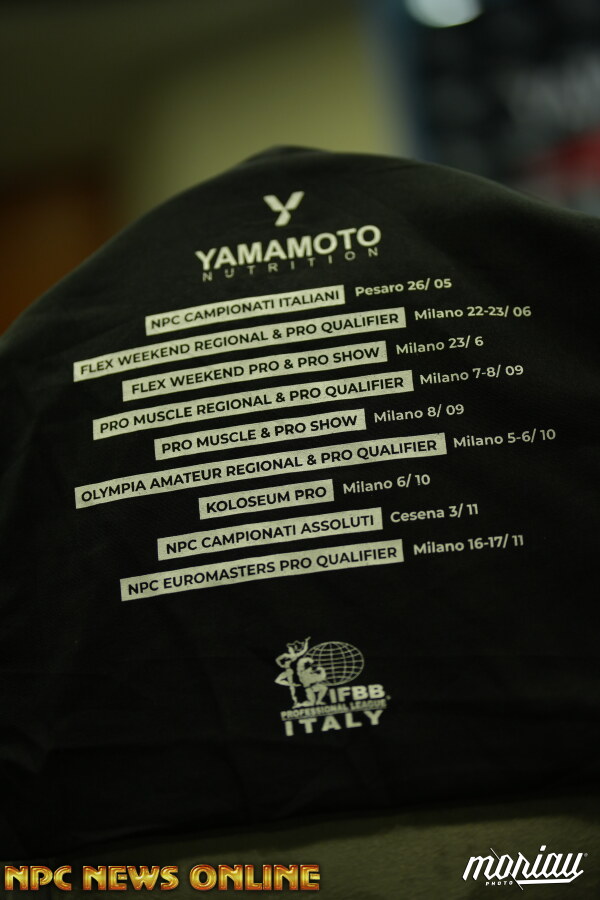 YAMAMOTO
NUTRITION
NPC CAMPIONATI ITALIANI Pesaro 26/ 05
FLEX WEEKEND REGIONAL & PRO QUALIFIER Milano 22-23/ 06
FLEX WEEKEND PRO & PRO SHOW Milano 23/ 6
PRO MUSCLE REGIONAL & PRO QUALIFIER Milano 7-8/ 09
PRO MUSCLE & PRO SHOW Milano 8/ 09
OLYMPIA AMATEUR REGIONAL & PRO QUALIFIER Milano 5-6/ 10
KOLOSEUM PRO Milano 6/ 10
NPC CAMPIONATI ASSOLUTI Cesena 3/ 11
NPC EUROMASTERS PRO QUALIFIER Milano 16-17/ 11
IFBB
PROFESSIONAL LEAGUE
ITALY
NPC NEWS ONLINE
moriau
PHOTO